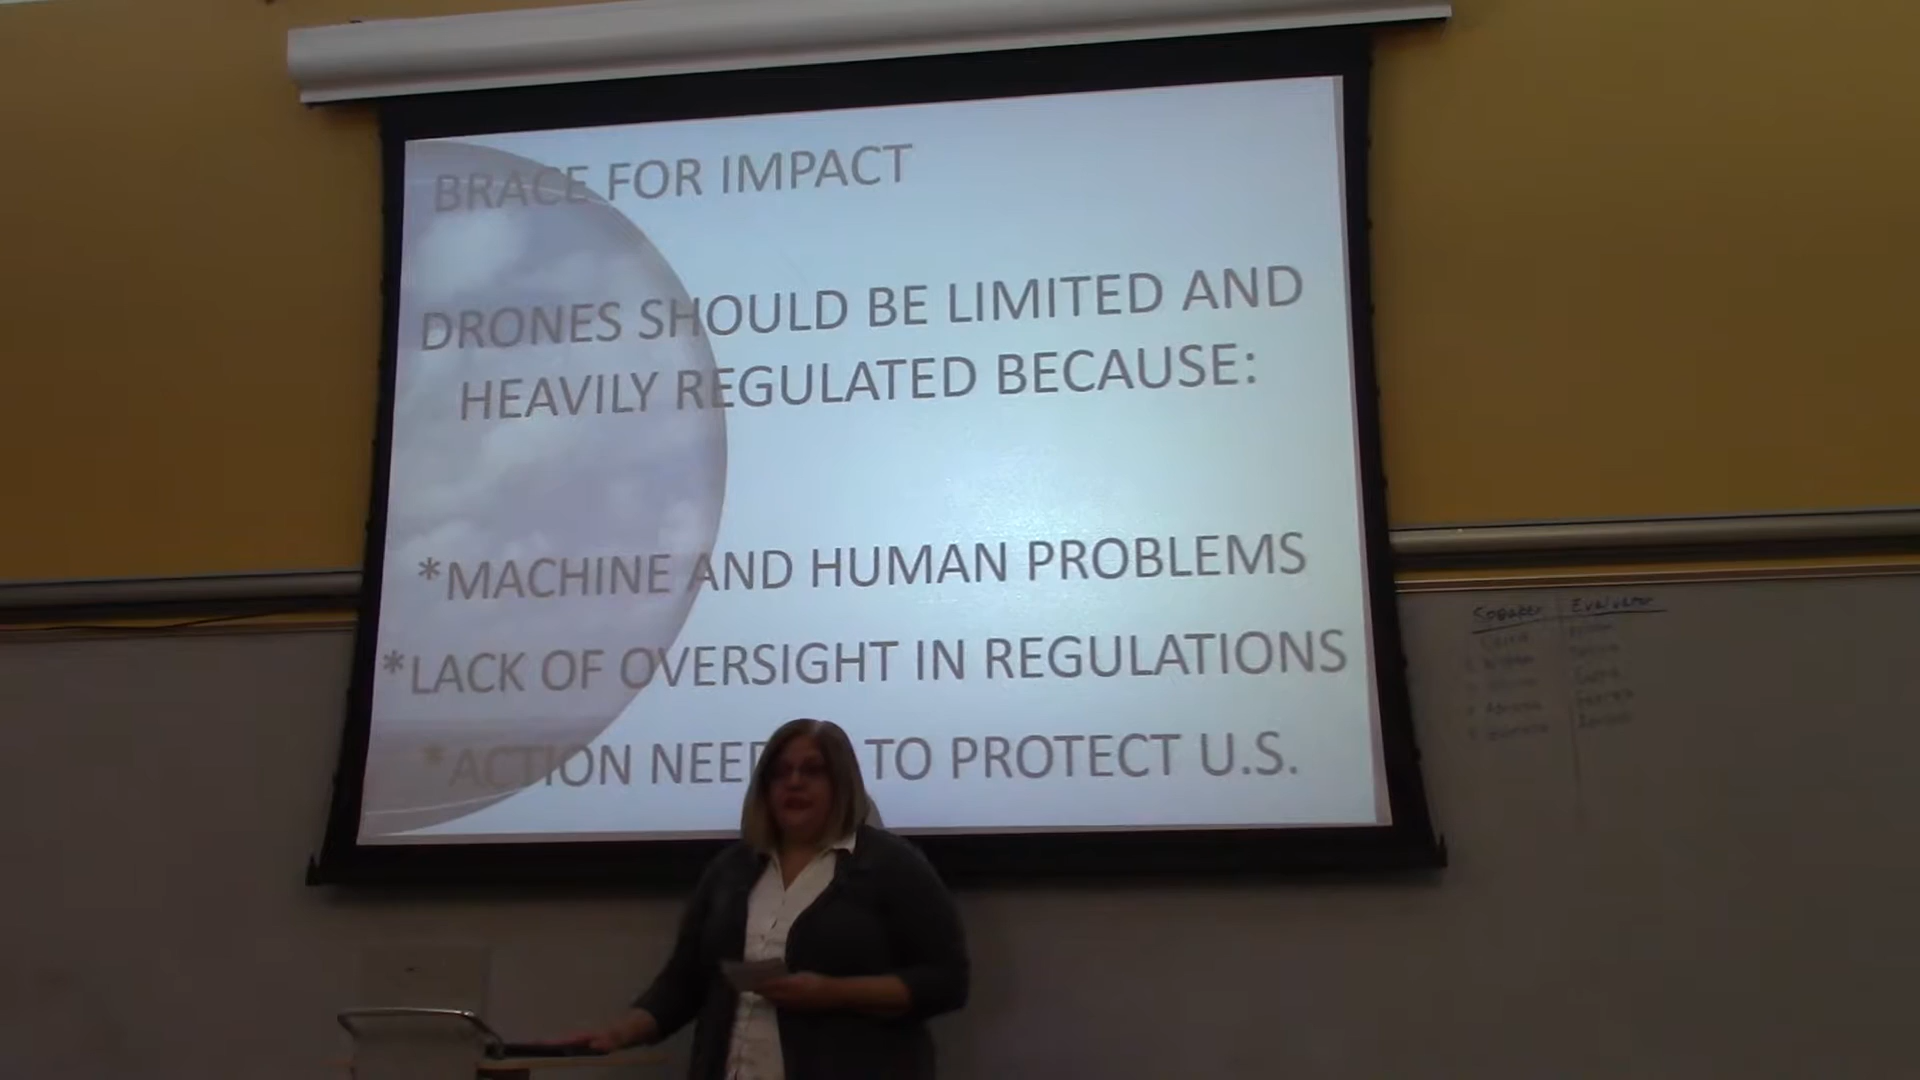 BRACE FOR IMPACT
DRONES SHOULD BE LIMITED AND
HEAVILY REGULATED BECAUSE:
*MACHINE AND HUMAN PROBLEMS
*LACK OF OVERSIGHT IN REGULATIONS
*ACTION NEE TO PROTECT U.S.
Speaker Evaluator